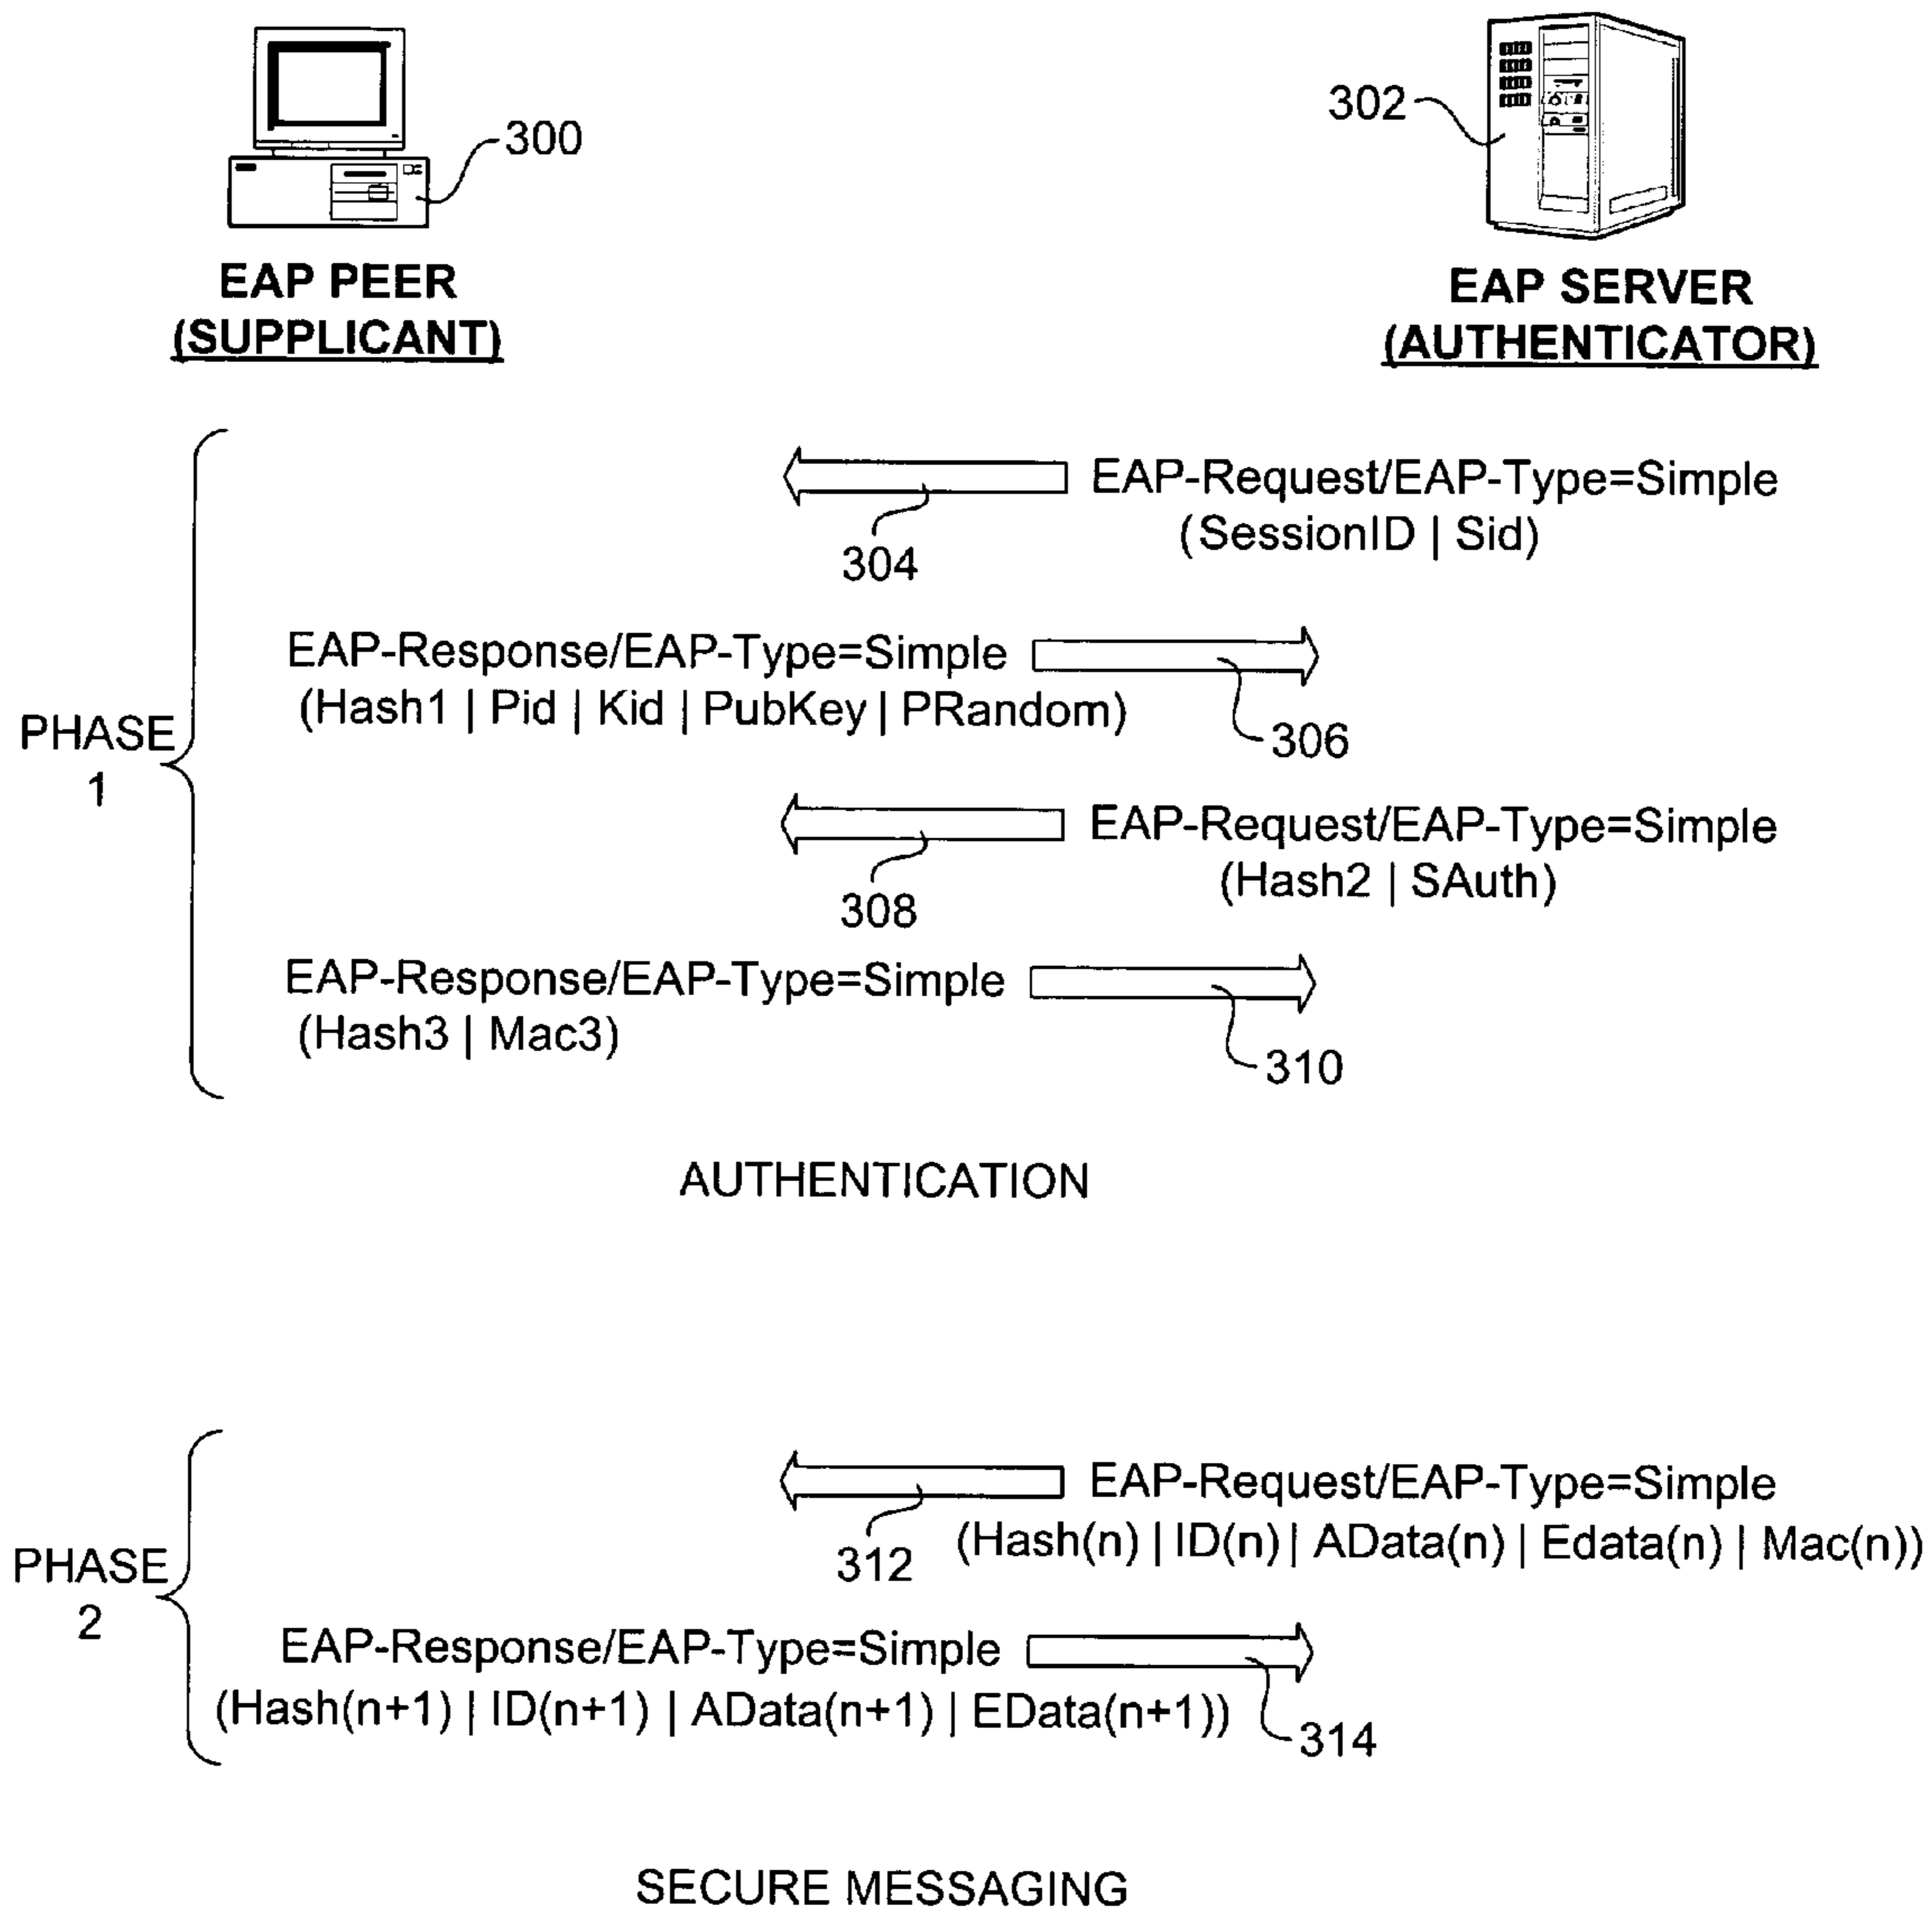 300
302
EAP PEER
(SUPPLICANT)
EAP SERVER
(AUTHENTICATOR)
PHASE
1
EAP-Request/EAP-Type=Simple
(SessionID | Sid)
304
EAP-Response/EAP-Type=Simple
(Hash1 | Pid | Kid | PubKey | PRandom)
306
EAP-Request/EAP-Type=Simple
(Hash2 | SAuth)
308
EAP-Response/EAP-Type=Simple
(Hash3 | Mac3)
310
AUTHENTICATION
PHASE
2
EAP-Request/EAP-Type=Simple
(Hash(n) | ID(n) | AData(n) | Edata(n) | Mac(n))
312
EAP-Response/EAP-Type=Simple
(Hash(n+1) | ID(n+1) | AData(n+1) | EData(n+1))
314
SECURE MESSAGING